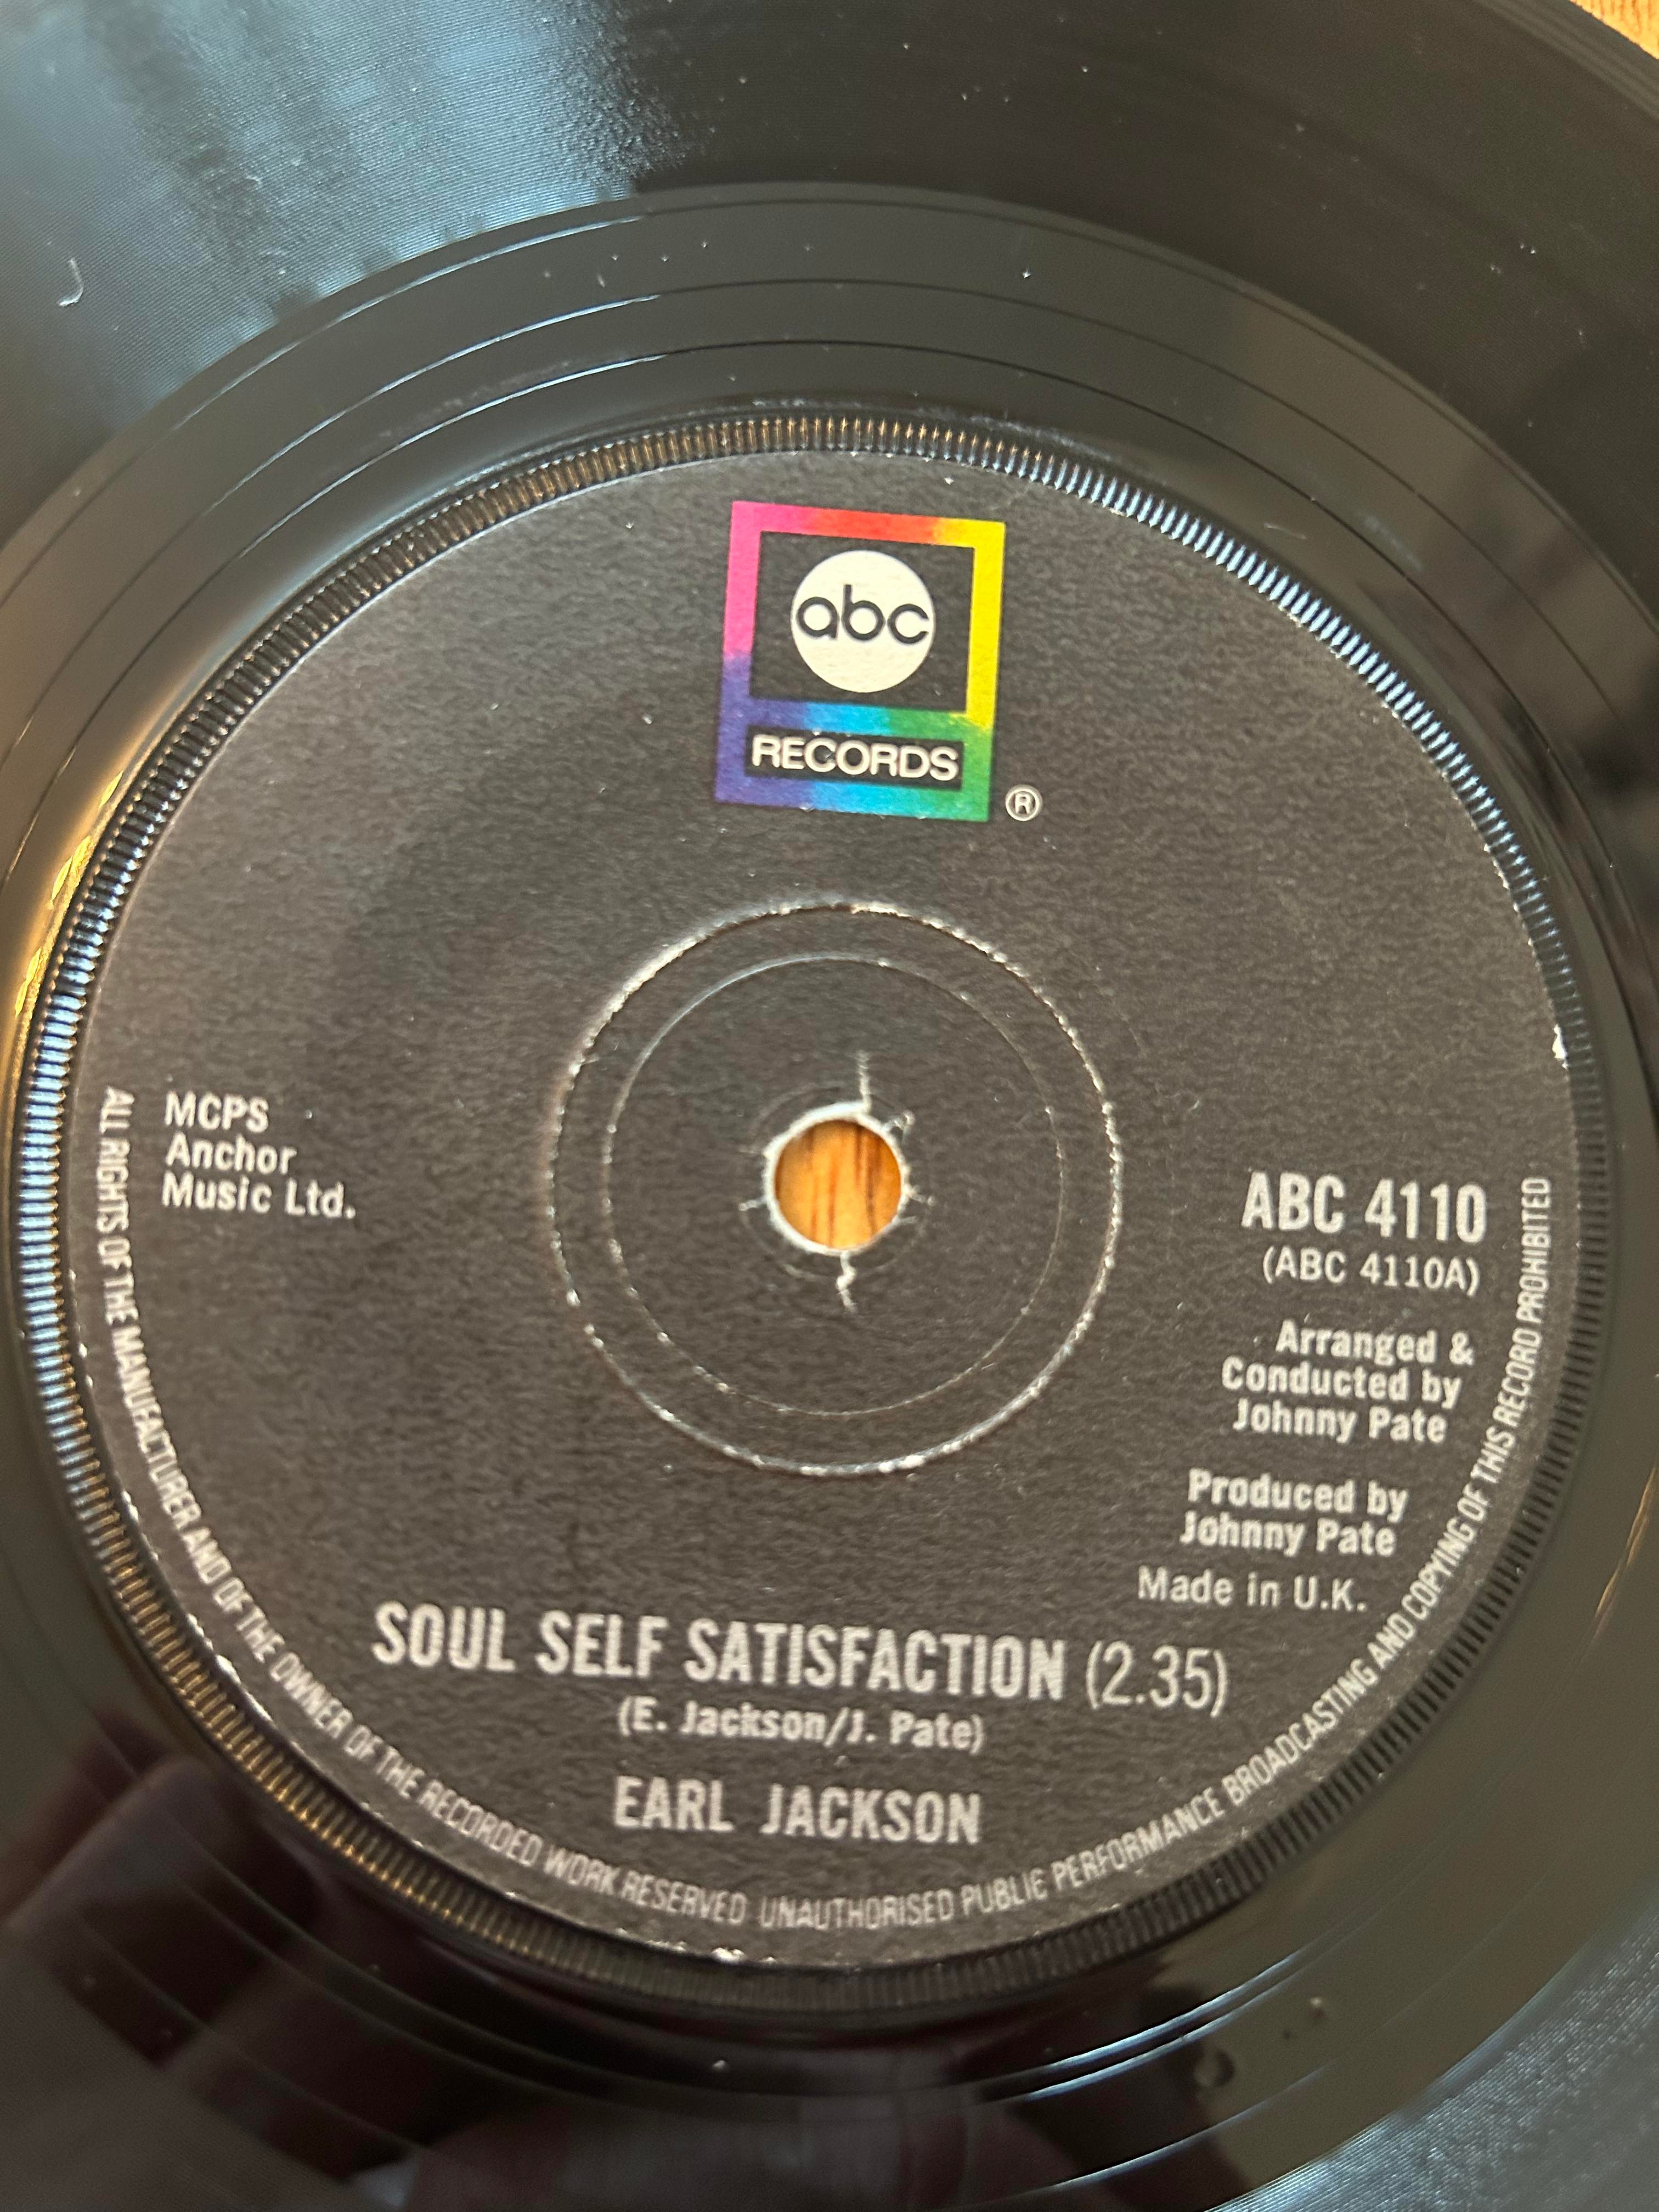 abc
RECORDS
®
MCPS
Anchor
Music Ltd.
ABC 4110
(ABC 4110A)
Arranged &
Conducted by
Johnny Pate
Produced by
Johnny Pate
Made in U.K.
SOUL SELF SATISFACTION (2.35)
(E. Jackson/J. Pate)
EARL JACKSON
ALL RIGHTS OF THE MANUFACTURER AND OF THE OWNER OF THE RECORDED WORK RESERVED UNAUTHORISED PUBLIC PERFORMANCE BROADCASTING AND COPYING OF THIS RECORD PROHIBITED